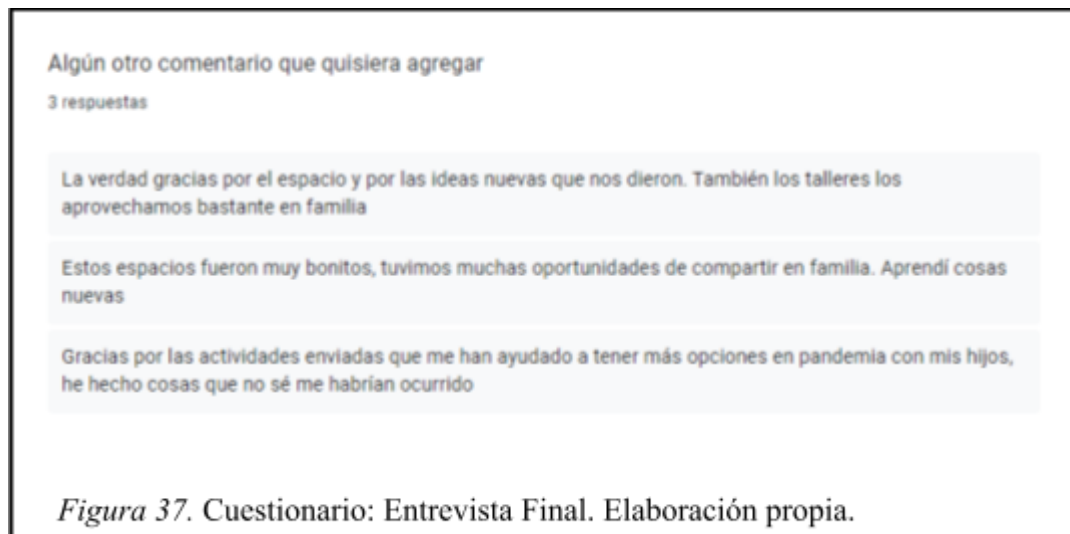 Algún otro comentario que quisiera agregar
3 respuestas
La verdad gracias por el espacio y por las ideas nuevas que nos dieron. También los talleres los
aprovechamos bastante en familia
Estos espacios fueron muy bonitos, tuvimos muchas oportunidades de compartir en familia. Aprendí cosas
nuevas
Gracias por las actividades enviadas que me han ayudado a tener más opciones en pandemia con mis hijos,
he hecho cosas que no sé me habrían ocurrido
Figura 37. Cuestionario: Entrevista Final. Elaboración propia.